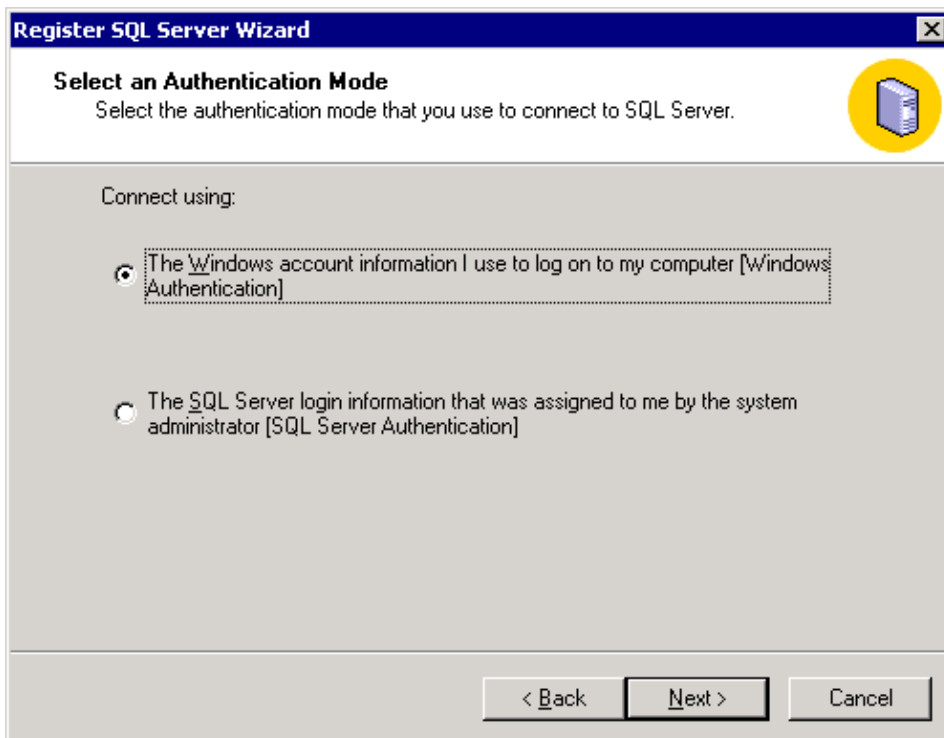 Register SQL Server Wizard
Select an Authentication Mode
Select the authentication mode that you use to connect to SQL Server.
Connect using:
The Windows account information I use to log on to my computer [Windows
Authentication]
The SQL Server login information that was assigned to me by the system
administrator [SQL Server Authentication]
< Back
Next >
Cancel